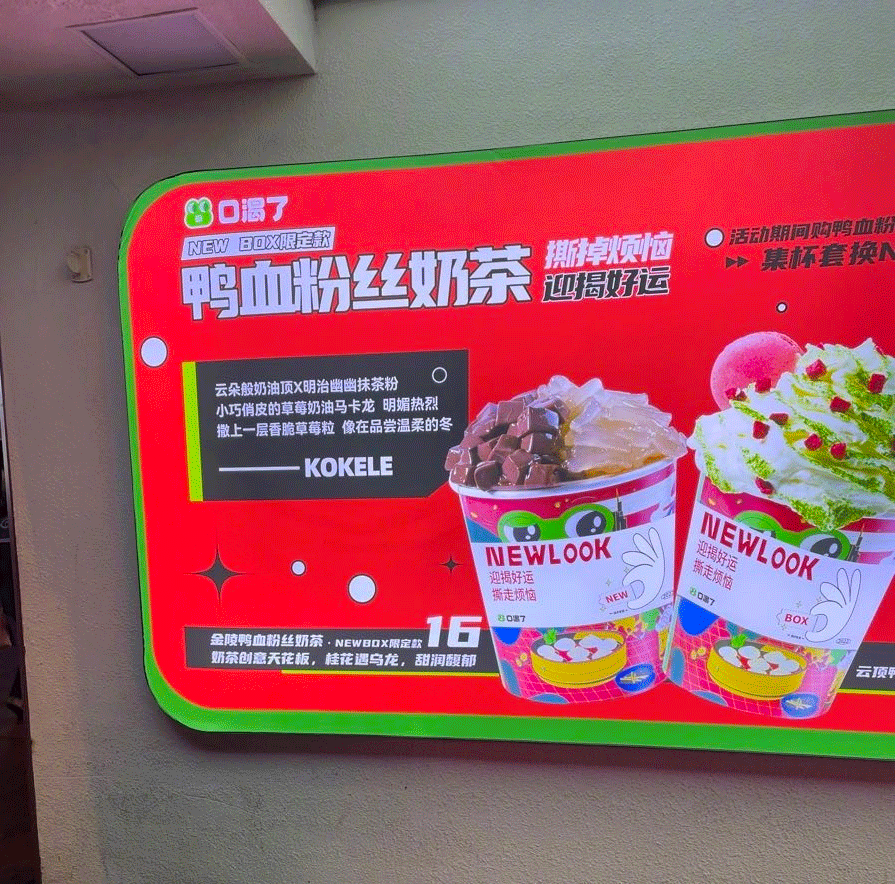 口渴了
NEW BOX限定款
鸭血粉丝奶茶
撕掉烦恼
迎揭好运
活动期间购鸭血粉
集杯套换N
云朵般奶油顶X明治幽幽抹茶粉
小巧俏皮的草莓奶油马卡龙 明媚热烈
撒上一层香脆草莓粒 像在品尝温柔的冬
KOKELE
NEWLOOK
迎揭好运
撕走烦恼
NEW
口渴了
NEWLOOK
迎揭好运
撕走烦恼
BOX
口渴了
金陵鸭血粉丝奶茶·NEWBOX限定款 16
奶茶创意天花板，桂花遇乌龙，甜润馥郁
云顶鸭